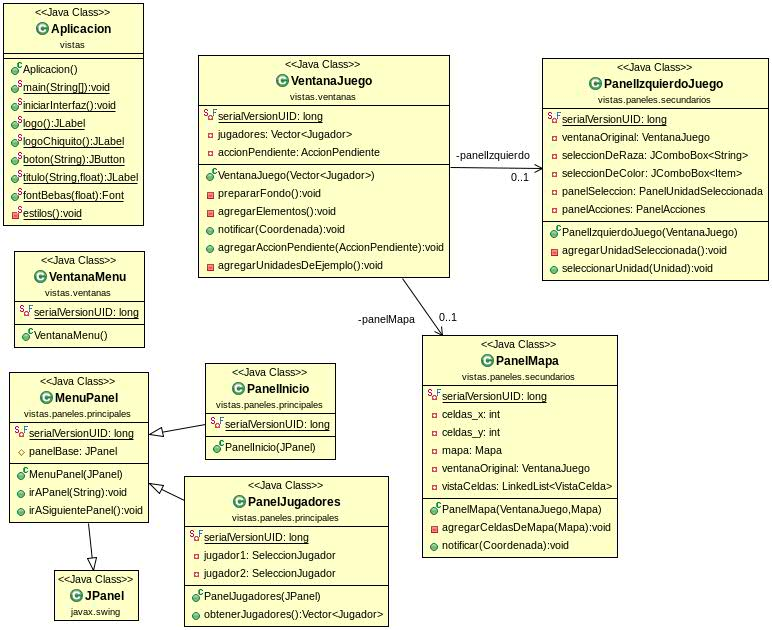 <<Java Class>>
Aplicacion
vistas
Aplicacion()
main(String[]):void
iniciarInterfaz():void
logo():JLabel
logoChiquito():JLabel
boton(String):JButton
titulo(String,float):JLabel
fontBebas(float):Font
estilos():void
<<Java Class>>
VentanaMenu
vistas.ventanas
serialVersionUID: long
VentanaMenu()
<<Java Class>>
VentanaJuego
vistas.ventanas
serialVersionUID: long
jugadores: Vector<Jugador>
accionPendiente: AccionPendiente
VentanaJuego(Vector<Jugador>)
prepararFondo():void
agregarElementos():void
notificar(Coordenada):void
agregarAccionPendiente(AccionPendiente):void
agregarUnidadesDeEjemplo():void
-panelIzquierdo
0..1
<<Java Class>>
PanelIzquierdoJuego
vistas.paneles.secundarios
serialVersionUID: long
ventanaOriginal: VentanaJuego
seleccionDeRaza: JComboBox<String>
seleccionDeColor: JComboBox<Item>
panelSeleccion: PanelUnidadSeleccionada
panelAcciones: PanelAcciones
PanelIzquierdoJuego(VentanaJuego)
agregarUnidadSeleccionada():void
seleccionarUnidad(Unidad):void
-panelMapa
0..1
<<Java Class>>
PanelMapa
vistas.paneles.secundarios
serialVersionUID: long
celdas_x: int
celdas_y: int
mapa: Mapa
ventanaOriginal: VentanaJuego
vistaCeldas: LinkedList<VistaCelda>
PanelMapa(VentanaJuego,Mapa)
agregarCeldasDeMapa(Mapa):void
notificar(Coordenada):void
<<Java Class>>
MenuPanel
vistas.paneles.principales
serialVersionUID: long
panelBase: JPanel
MenuPanel(JPanel)
irAPanel(String):void
irASiguientePanel():void
<<Java Class>>
PanelInicio
vistas.paneles.principales
serialVersionUID: long
PanelInicio(JPanel)
<<Java Class>>
PanelJugadores
vistas.paneles.principales
serialVersionUID: long
jugador1: SeleccionJugador
jugador2: SeleccionJugador
PanelJugadores(JPanel)
obtenerJugadores():Vector<Jugador>
<<Java Class>>
JPanel
javax.swing